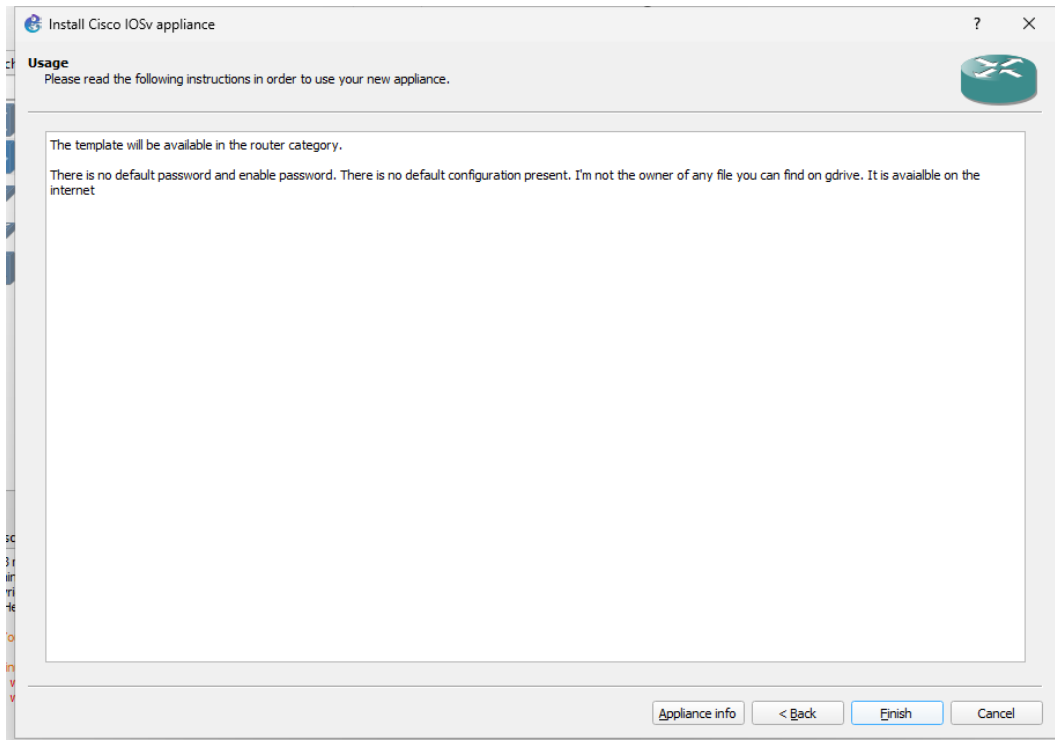 Install Cisco IOSv appliance
?
Usage
Please read the following instructions in order to use your new appliance.
The template will be available in the router category.
There is no default password and enable password. There is no default configuration present. I'm not the owner of any file you can find on gdrive. It is avaialble on the
internet
Appliance info
< Back
Finish
Cancel